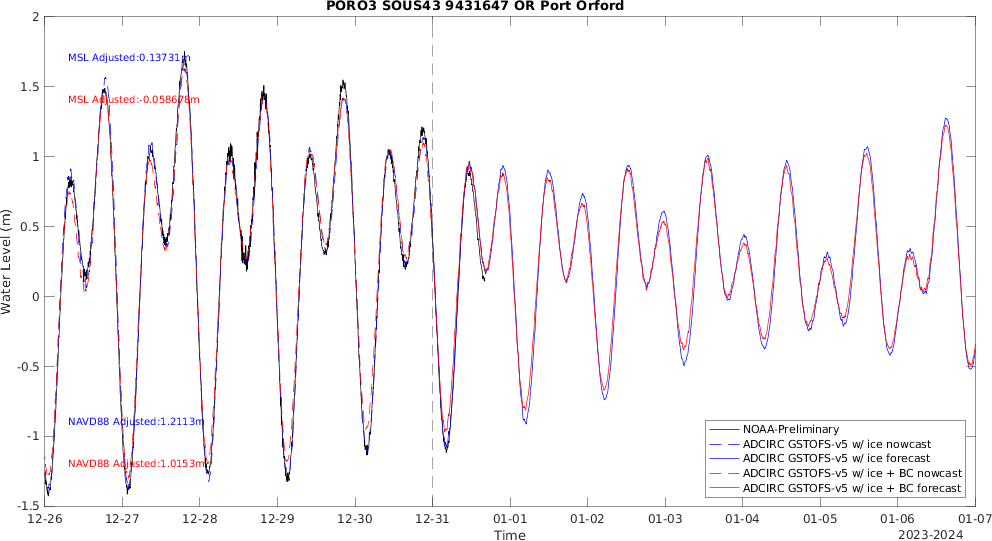 PORO3 SOUS43 9431647 OR Port Orford
MSL Adjusted:0.13731m
MSL Adjusted:-0.058678m
NAVD88 Adjusted:1.2113m
NAVD88 Adjusted:1.0153m
Water Level (m)
2
1.5
1
0.5
0
-0.5
-1
-1.5
NOAA-Preliminary
ADCIRC GSTOFS-v5 w/ ice nowcast
ADCIRC GSTOFS-v5 w/ ice forecast
ADCIRC GSTOFS-v5 w/ ice + BC nowcast
ADCIRC GSTOFS-v5 w/ ice + BC forecast
12-26 12-27 12-28 12-29 12-30 12-31 01-01 01-02 01-03 01-04 01-05 01-06 01-07
Time
2023-2024